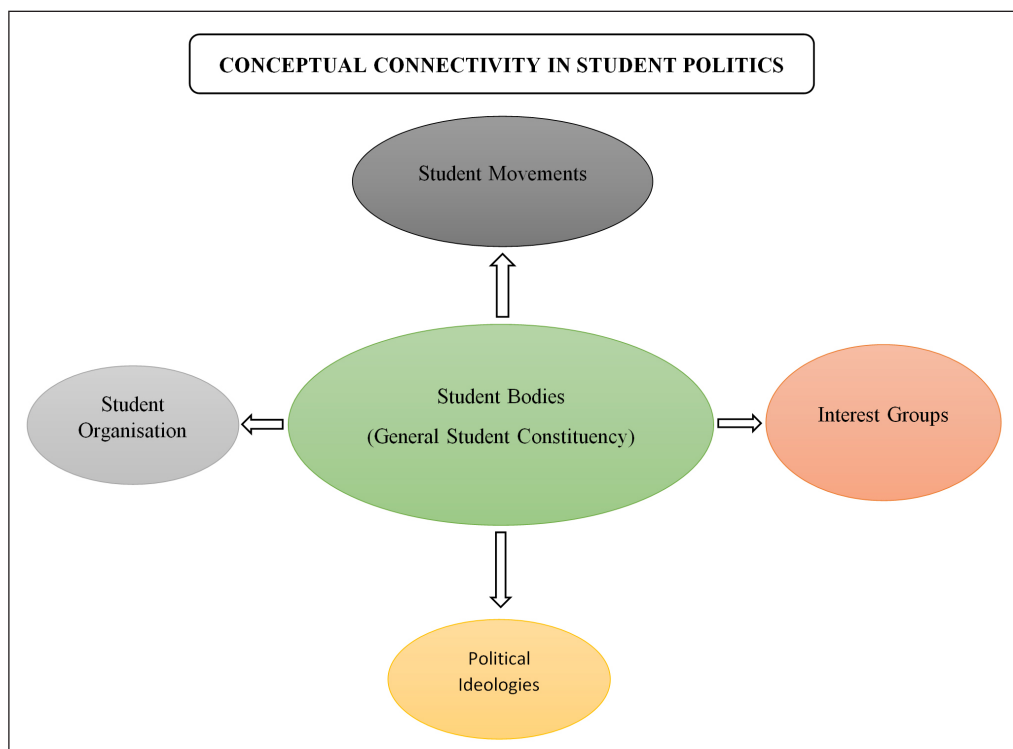 CONCEPTUAL CONNECTIVITY IN STUDENT POLITICS
Student Movements
Student
Organisation
Student Bodies
(General Student Constituency)
Interest Groups
Political
Ideologies